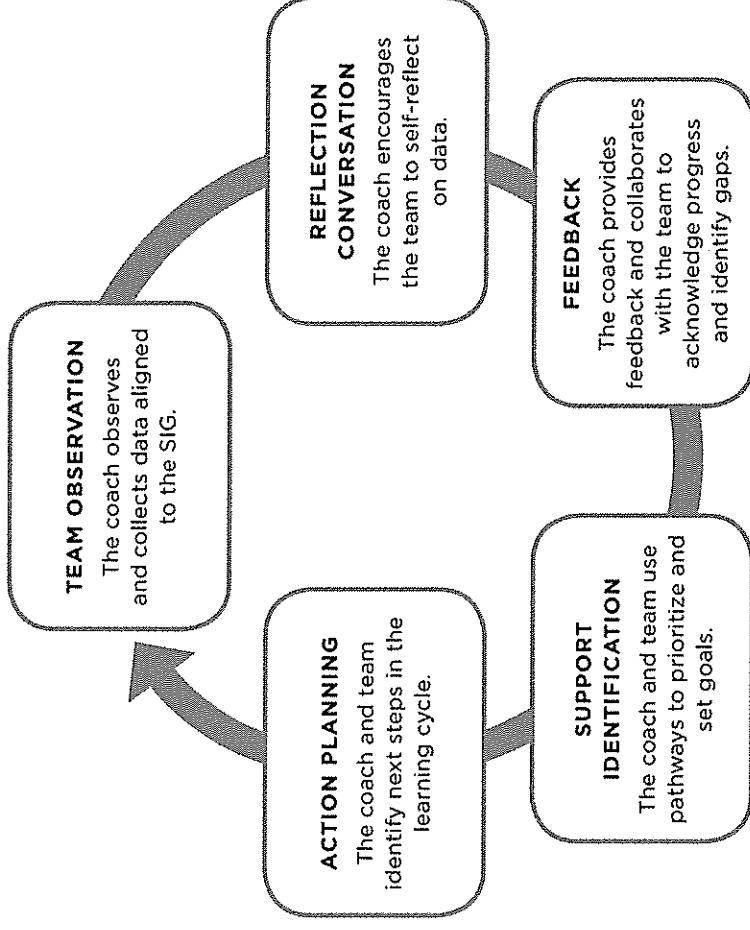 TEAM OBSERVATION
The coach observes
and collects data aligned
to the SIG.
REFLECTION
CONVERSATION
The coach encourages
the team to self-reflect
on data.
FEEDBACK
The coach provides
feedback and collaborates
with the team to
acknowledge progress
and identify gaps.
SUPPORT
IDENTIFICATION
The coach and team use
pathways to prioritize and
set goals.
ACTION PLANNING
The coach and team
identify next steps in the
learning cycle.